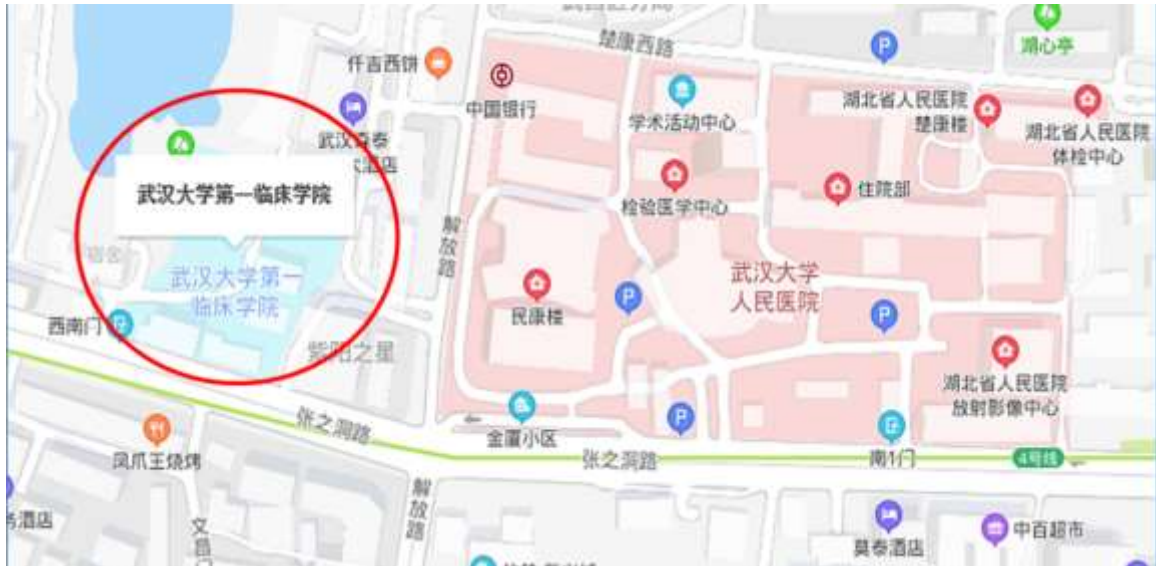 楚康西路
湖心亭
仟吉西饼
中国银行
学术活动中心
湖北省人民医院
楚康楼
湖北省人民医院
体检中心
武汉大学第一临床学院
检验医学中心
住院部
解放路
宿舍
武汉大学第一
临床学院
武汉大学
人民医院
民康楼
西南门
紫阳之星
湖北省人民医院
放射影像中心
张之洞路
金厦小区
凤爪王烧烤
张之洞路
南1门
4号线
解放路
莫泰酒店
中百超市
P
P
P
P